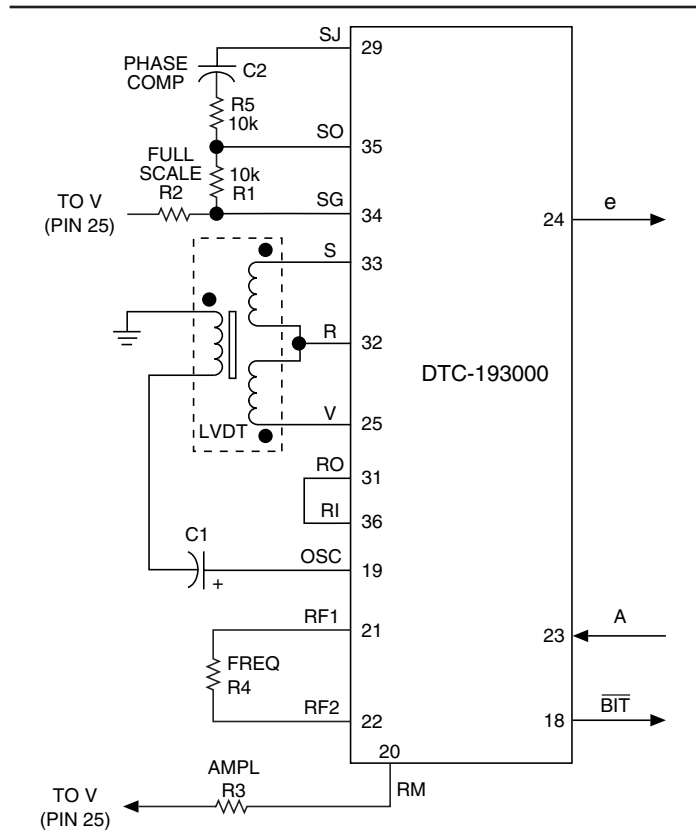 SJ
29
PHASE
COMP
C2
R5
10k
SO
35
FULL
SCALE
R2
10k
R1
TO V
(PIN 25)
SG
34
24
e
S
33
R
32
DTC-193000
V
25
LVDT
RO
31
RI
36
C1
+
OSC
19
RF1
21
23
A
FREQ
R4
RF2
22
18
BIT
20
AMPL
R3
RM
TO V
(PIN 25)